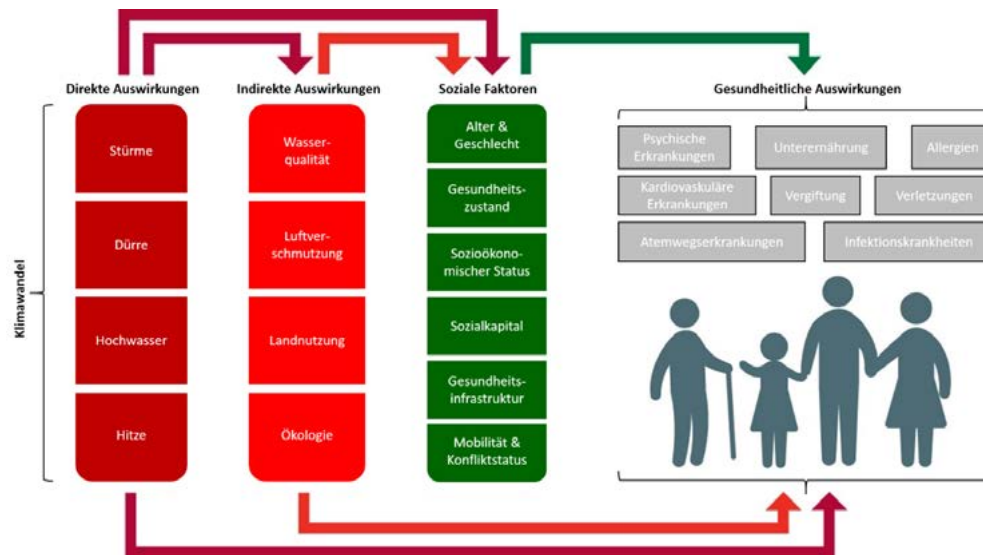 Direkte Auswirkungen
Indirekte Auswirkungen
Soziale Faktoren
Gesundheitliche Auswirkungen
Klimawandel
Stürme
Dürre
Hochwasser
Hitze
Wasser-
qualität
Luftver-
schmutzung
Landnutzung
Ökologie
Alter &
Geschlecht
Gesundheits-
zustand
Sozioökono-
mischer Status
Sozialkapital
Gesundheits-
infrastruktur
Mobilität &
Konfliktstatus
Psychische
Erkrankungen
Unterernährung
Allergien
Kardiovaskuläre
Erkrankungen
Vergiftung
Verletzungen
Atemwegserkrankungen
Infektionskrankheiten